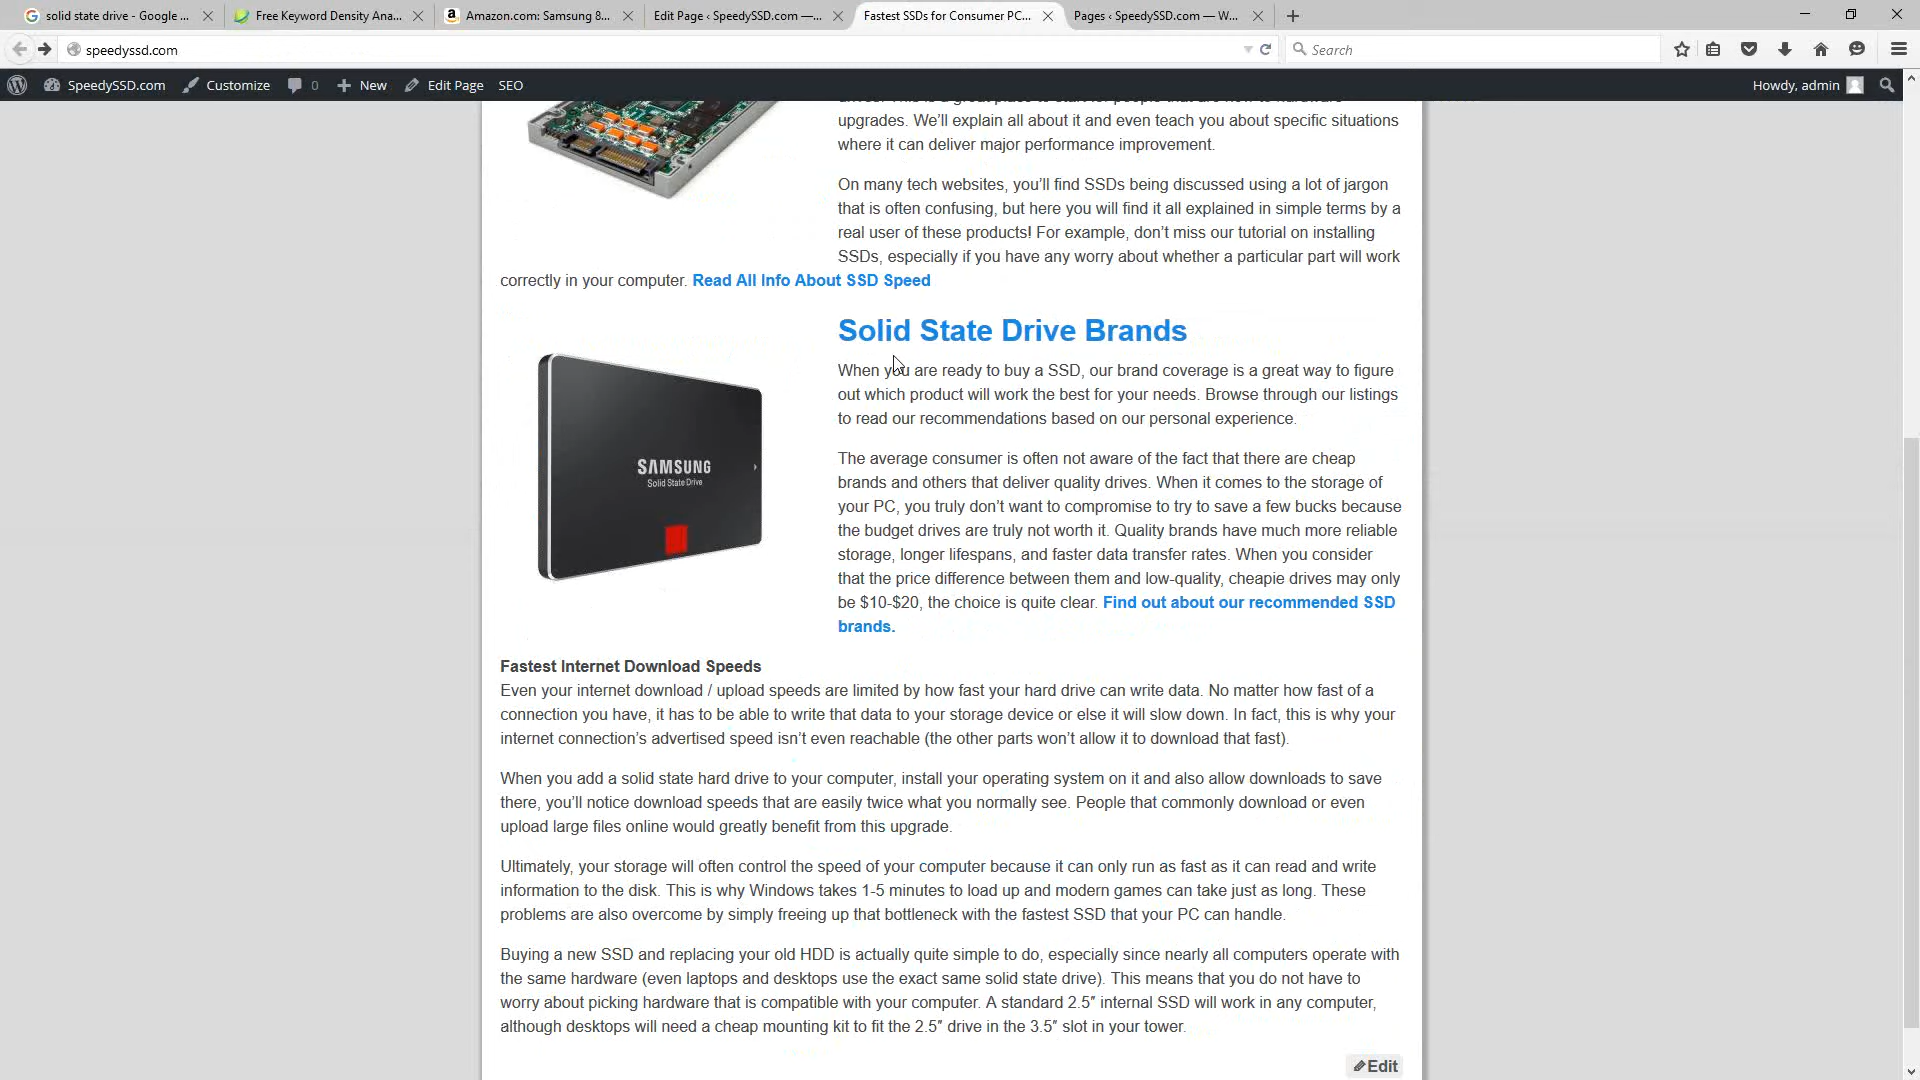 solid state drive - Google ...
Free Keyword Density Ana...
Amazon.com: Samsung 8...
Edit Page ‹ SpeedySSD.com —...
Fastest SSDs for Consumer PC...
Pages ‹ SpeedySSD.com — W...
speedyssd.com
Search
SpeedySSD.com
Customize
0
New
Edit Page
SEO
Howdy, admin
upgrades. We'll explain all about it and even teach you about specific situations
where it can deliver major performance improvement.
On many tech websites, you'll find SSDs being discussed using a lot of jargon
that is often confusing, but here you will find it all explained in simple terms by a
real user of these products! For example, don't miss our tutorial on installing
SSDs, especially if you have any worry about whether a particular part will work
correctly in your computer. Read All Info About SSD Speed
Solid State Drive Brands
When you are ready to buy a SSD, our brand coverage is a great way to figure
out which product will work the best for your needs. Browse through our listings
to read our recommendations based on our personal experience.
SAMSUNG
Solid State Drive
The average consumer is often not aware of the fact that there are cheap
brands and others that deliver quality drives. When it comes to the storage of
your PC, you truly don't want to compromise to try to save a few bucks because
the budget drives are truly not worth it. Quality brands have much more reliable
storage, longer lifespans, and faster data transfer rates. When you consider
that the price difference between them and low-quality, cheapie drives may only
be $10-$20, the choice is quite clear. Find out about our recommended SSD
brands.
Fastest Internet Download Speeds
Even your internet download / upload speeds are limited by how fast your hard drive can write data. No matter how fast of a
connection you have, it has to be able to write that data to your storage device or else it will slow down. In fact, this is why your
internet connection's advertised speed isn't even reachable (the other parts won't allow it to download that fast).
When you add a solid state hard drive to your computer, install your operating system on it and also allow downloads to save
there, you'll notice download speeds that are easily twice what you normally see. People that commonly download or even
upload large files online would greatly benefit from this upgrade.
Ultimately, your storage will often control the speed of your computer because it can only run as fast as it can read and write
information to the disk. This is why Windows takes 1-5 minutes to load up and modern games can take just as long. These
problems are also overcome by simply freeing up that bottleneck with the fastest SSD that your PC can handle.
Buying a new SSD and replacing your old HDD is actually quite simple to do, especially since nearly all computers operate with
the same hardware (even laptops and desktops use the exact same solid state drive). This means that you do not have to
worry about picking hardware that is compatible with your computer. A standard 2.5″ internal SSD will work in any computer,
although desktops will need a cheap mounting kit to fit the 2.5″ drive in the 3.5″ slot in your tower.
Edit